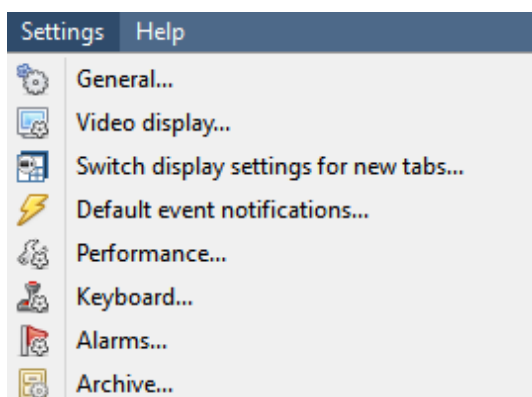 Settings Help
General...
Video display...
Switch display settings for new tabs...
Default event notifications...
Performance...
Keyboard...
Alarms...
Archive...